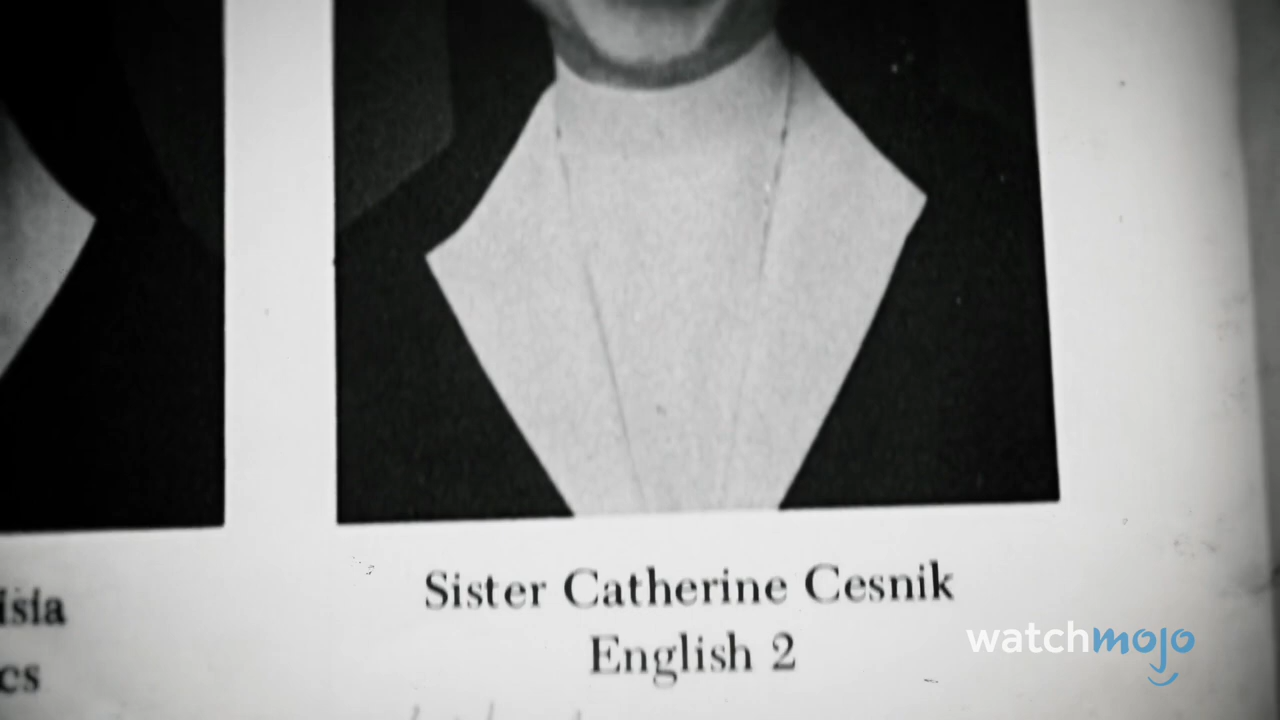 isia
cs
Sister Catherine Cesnik
English 2
watchmojo